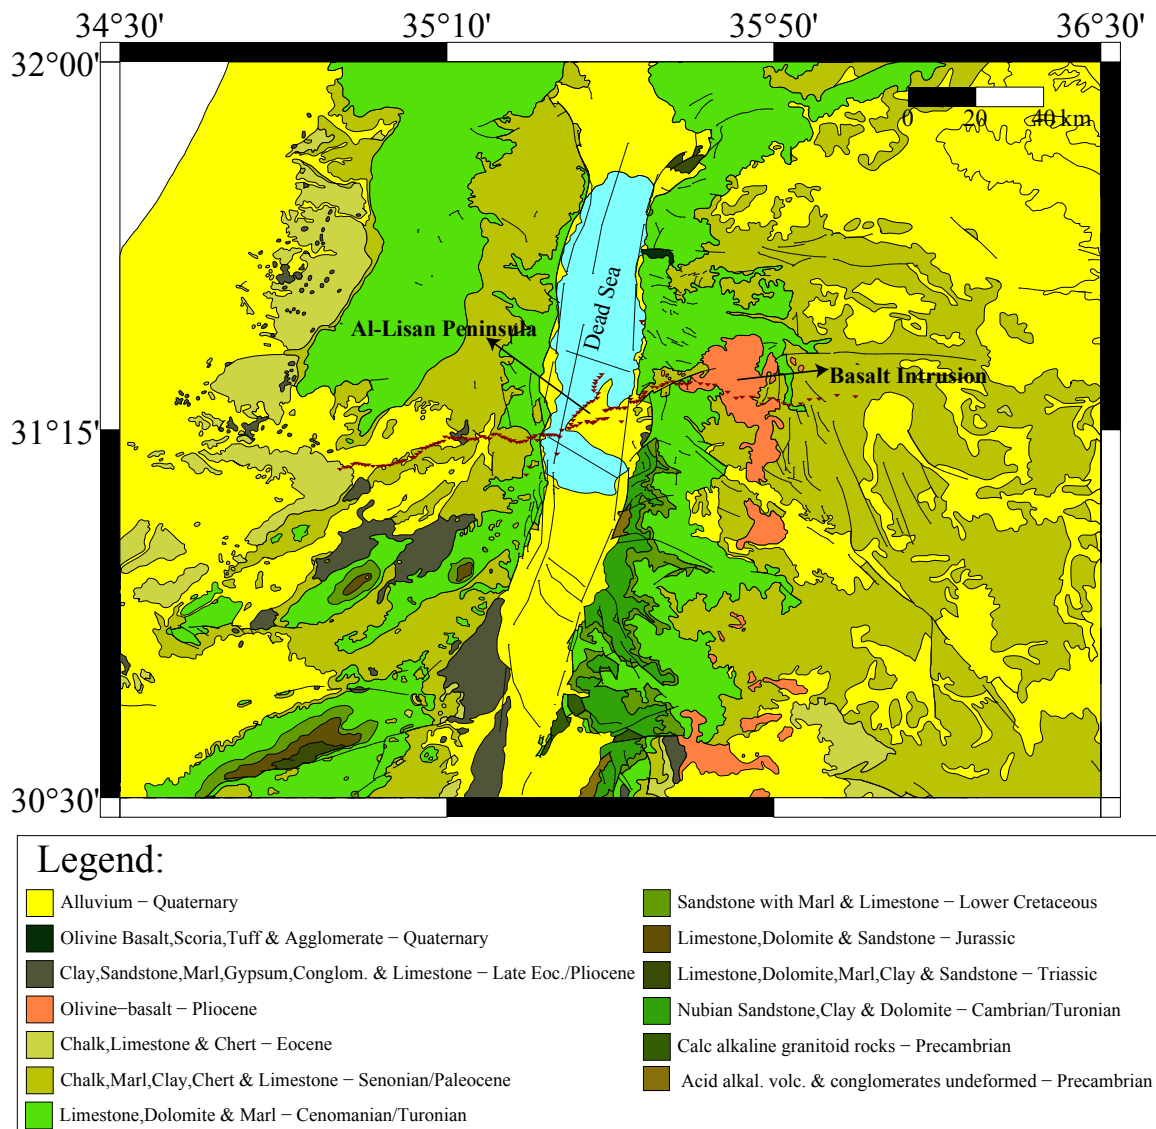 34°30' 35°10' 35°50' 36°30'
32°00'
0 20 40 km
Dead Sea
Al-Lisan Peninsula
Basalt Intrusion
31°15'
30°30'
Legend:
Alluvium − Quaternary
Olivine Basalt,Scoria,Tuff & Agglomerate − Quaternary
Clay,Sandstone,Marl,Gypsum,Conglom. & Limestone − Late Eoc./Pliocene
Olivine−basalt − Pliocene
Chalk,Limestone & Chert − Eocene
Chalk,Marl,Clay,Chert & Limestone − Senonian/Paleocene
Limestone,Dolomite & Marl − Cenomanian/Turonian
Sandstone with Marl & Limestone − Lower Cretaceous
Limestone,Dolomite & Sandstone − Jurassic
Limestone,Dolomite,Marl,Clay & Sandstone − Triassic
Nubian Sandstone,Clay & Dolomite − Cambrian/Turonian
Calc alkaline granitoid rocks − Precambrian
Acid alkal. volc. & conglomerates undeformed − Precambrian